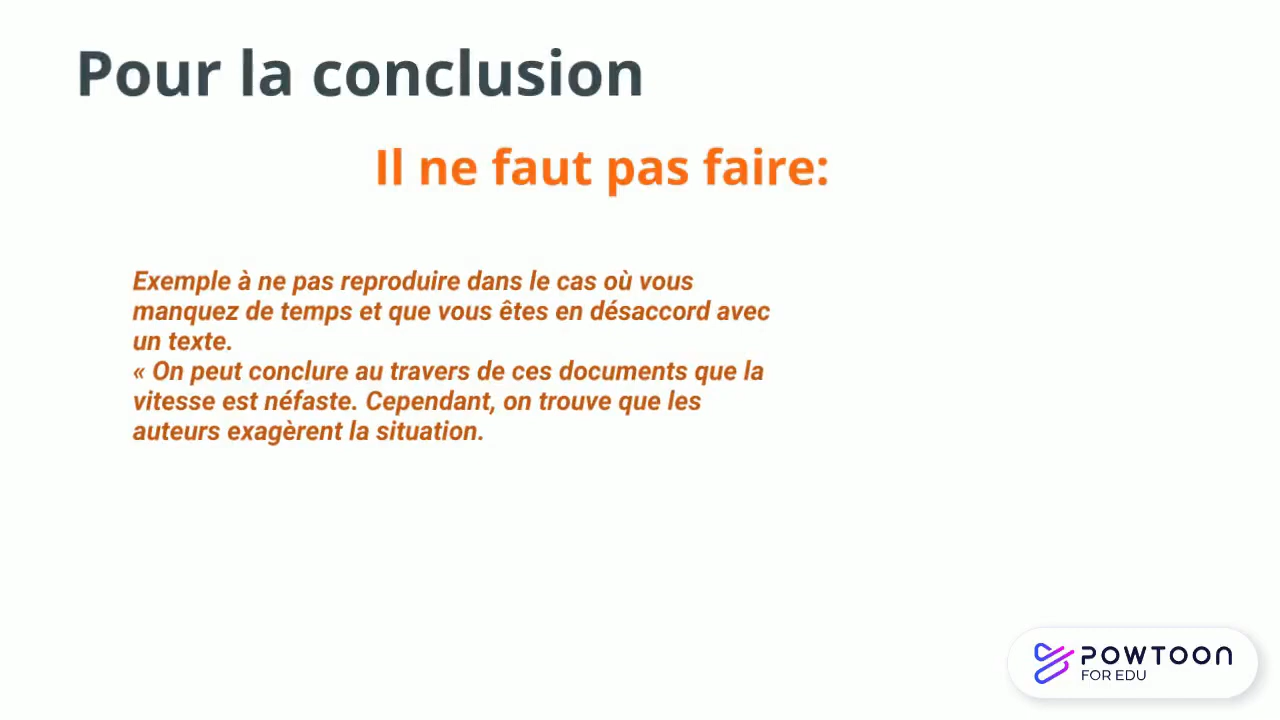 Pour la conclusion
Il ne faut pas faire:
Exemple à ne pas reproduire dans le cas où vous
manquez de temps et que vous êtes en désaccord avec
un texte.
« On peut conclure au travers de ces documents que la
vitesse est néfaste. Cependant, on trouve que les
auteurs exagèrent la situation.
POWTOON
FOR EDU